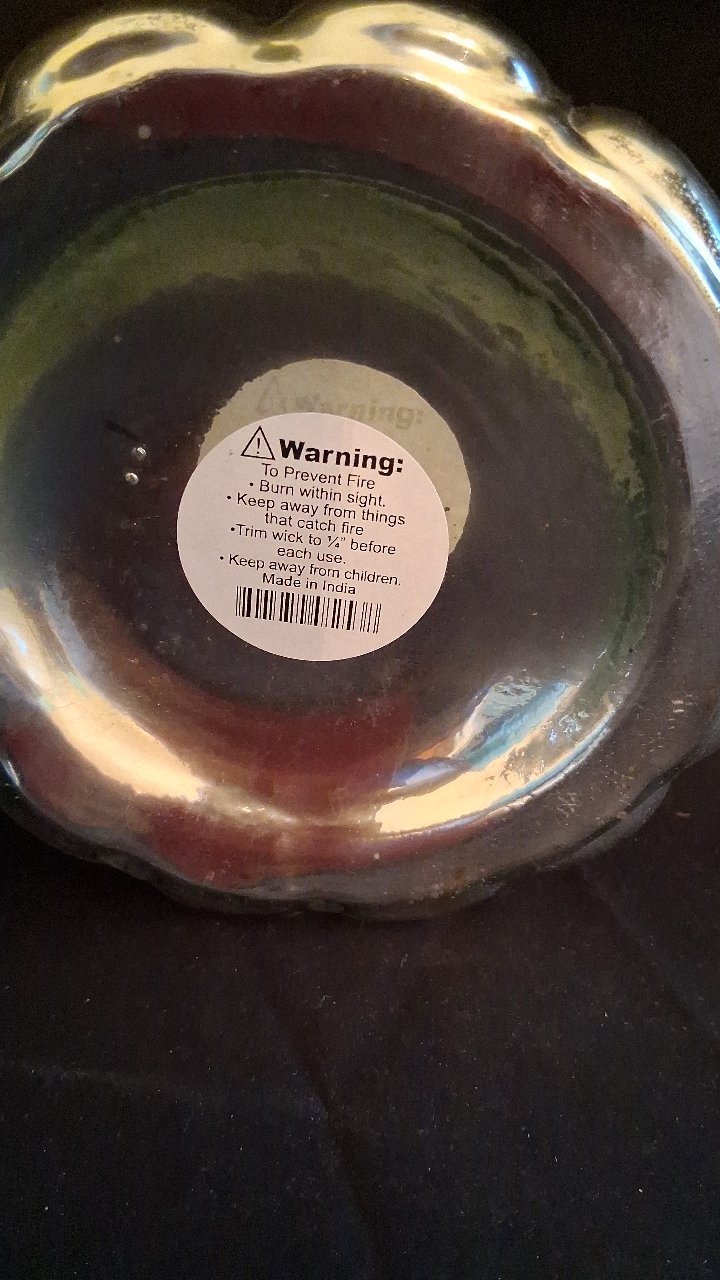 Warning:
Warning:
To Prevent Fire
• Burn within sight.
• Keep away from things
that catch fire
•Trim wick to ¼" before
each use.
• Keep away from children.
Made in India